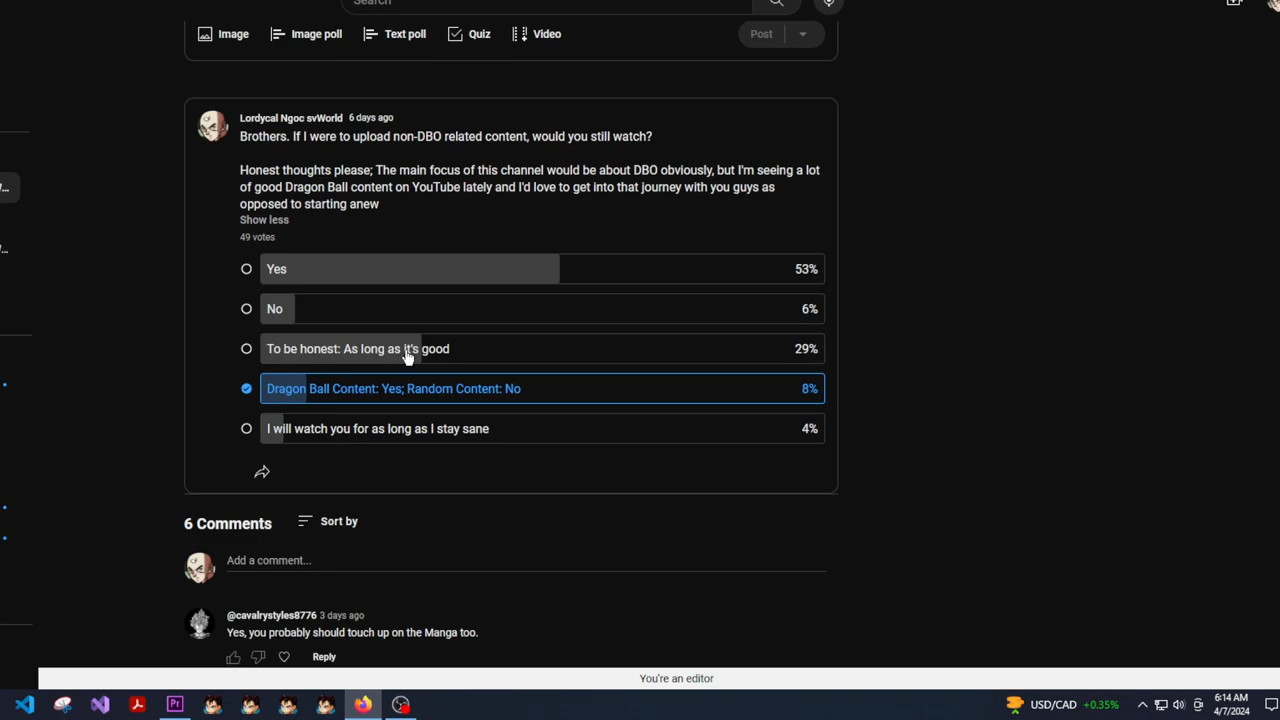 Search
Image
Image poll
Text poll
Quiz
Video
Post
Lordycal Ngoc svWorld 6 days ago
Brothers. If I were to upload non-DBO related content, would you still watch?
Honest thoughts please; The main focus of this channel would be about DBO obviously, but I'm seeing a lot
of good Dragon Ball content on YouTube lately and I'd love to get into that journey with you guys as
opposed to starting anew
Show less
49 votes
Yes 53%
No 6%
To be honest: As long as it's good 29%
Dragon Ball Content: Yes; Random Content: No 8%
I will watch you for as long as I stay sane 4%
6 Comments
Sort by
Add a comment...
@cavalrystyles8776 3 days ago
Yes, you probably should touch up on the Manga too.
Reply
You're an editor
Pr
USD/CAD +0.35%
6:14 AM
4/7/2024